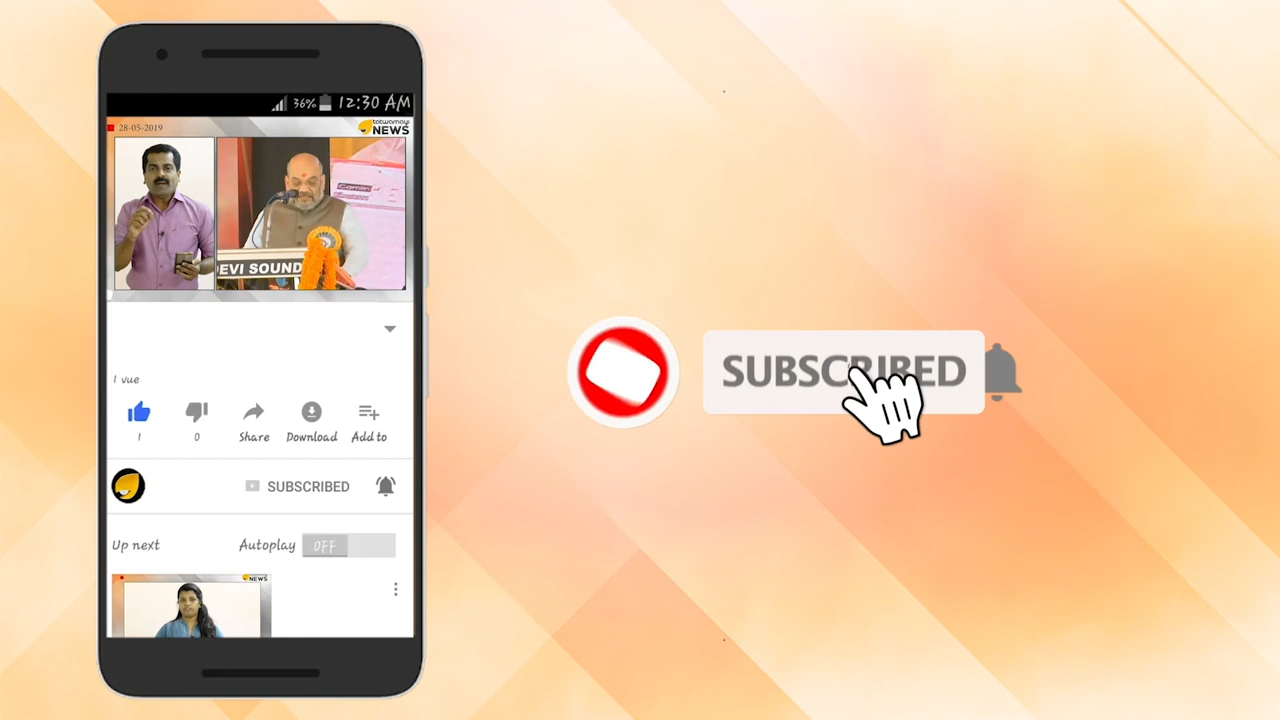 36% 12:30 AM
28-05-2019
tatwamayi
NEWS
DEVI SOUND
1 vue
1
0
Share
Download
Add to
SUBSCRIBED
Up next
Autoplay
OFF
NEWS
SUBSCRIBED